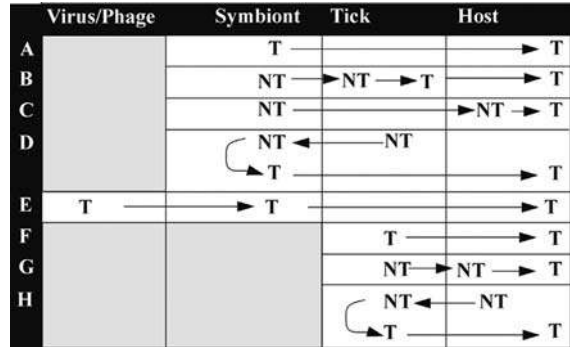 Virus/Phage Symbiont Tick Host
A T T
B NT NT T T
C NT NT T
D NT NT
T T
E T T T
F T T
G NT NT T
H NT NT
T T